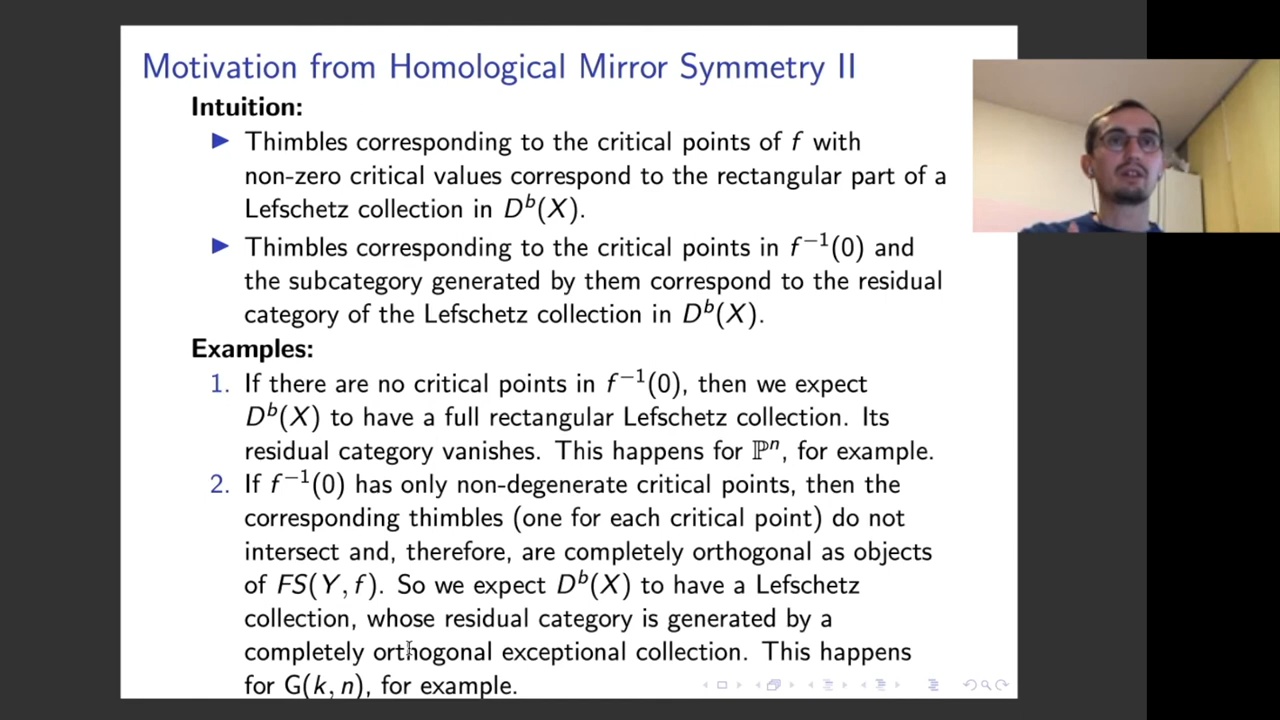 Motivation from Homological Mirror Symmetry II
Intuition:
▶ Thimbles corresponding to the critical points of f with
non-zero critical values correspond to the rectangular part of a
Lefschetz collection in Dᵇ(X).
▶ Thimbles corresponding to the critical points in f⁻¹(0) and
the subcategory generated by them correspond to the residual
category of the Lefschetz collection in Dᵇ(X).
Examples:
1. If there are no critical points in f⁻¹(0), then we expect
Dᵇ(X) to have a full rectangular Lefschetz collection. Its
residual category vanishes. This happens for ℙⁿ, for example.
2. If f⁻¹(0) has only non-degenerate critical points, then the
corresponding thimbles (one for each critical point) do not
intersect and, therefore, are completely orthogonal as objects
of FS(Y, f). So we expect Dᵇ(X) to have a Lefschetz
collection, whose residual category is generated by a
completely orthogonal exceptional collection. This happens
for G(k, n), for example.